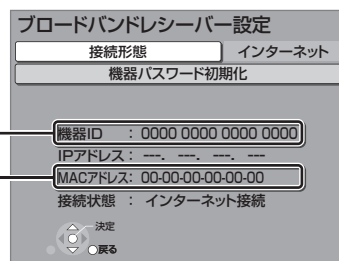 ブロードバンドレシーバー設定
接続形態 インターネット
機器パスワード初期化
機器ID : 0000 0000 0000 0000
IPアドレス : ---. ---. --. ---
MACアドレス: 00-00-00-00-00-00
接続状態 : インターネット接続
決定
戻る